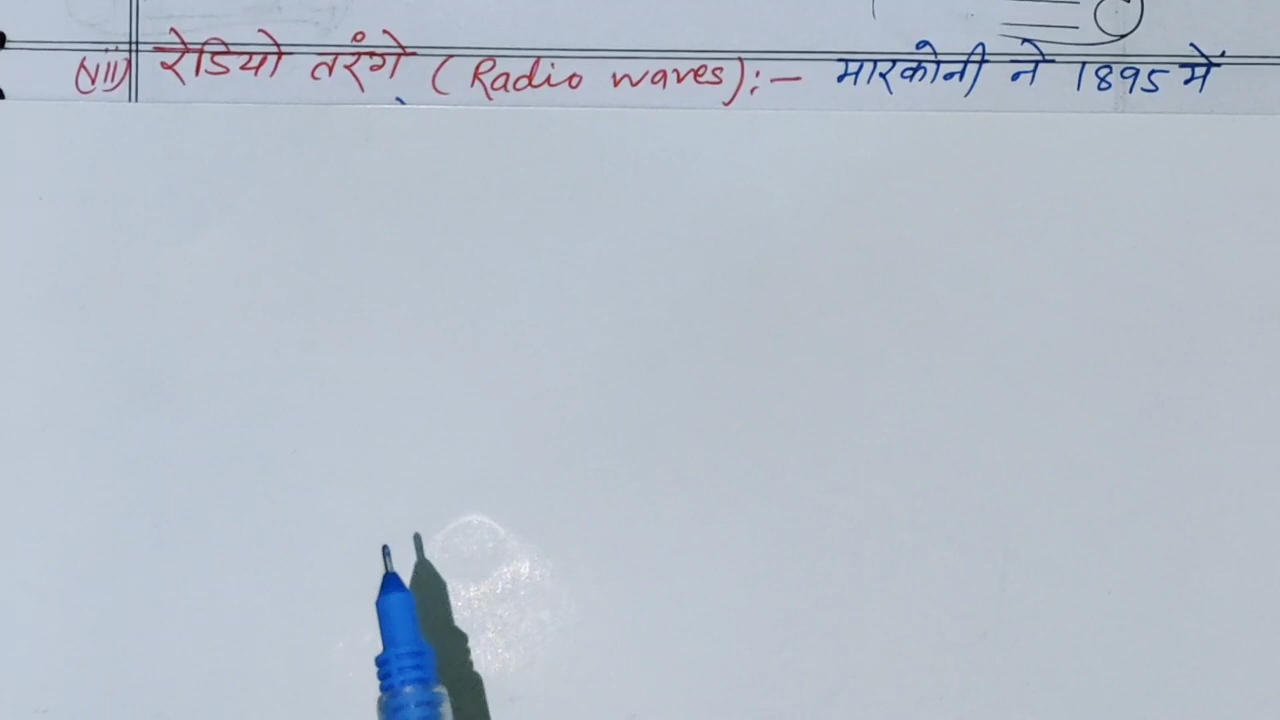 (VII) रेडियो तरंगे (Radio waves):- मारकोनी ने 1895 में